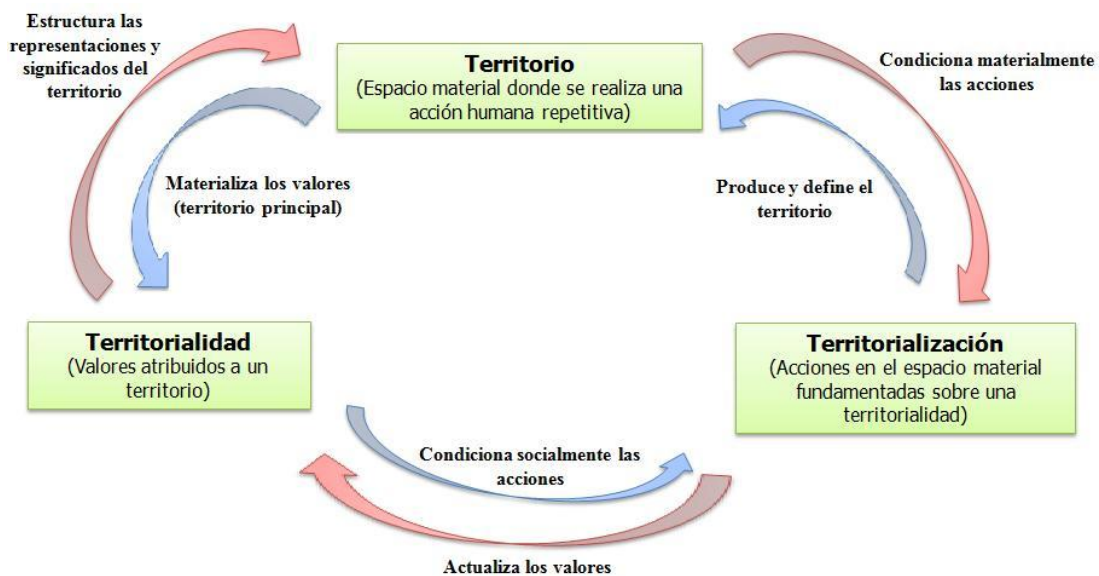 Estructura las
representaciones y
significados del
territorio
Territorio
(Espacio material donde se realiza una
acción humana repetitiva)
Condiciona materialmente
las acciones
Materializa los valores
(territorio principal)
Produce y define el
territorio
Territorialidad
(Valores atribuidos a un
territorio)
Territorialización
(Acciones en el espacio material
fundamentadas sobre una
territorialidad)
Condiciona socialmente las
acciones
Actualiza los valores